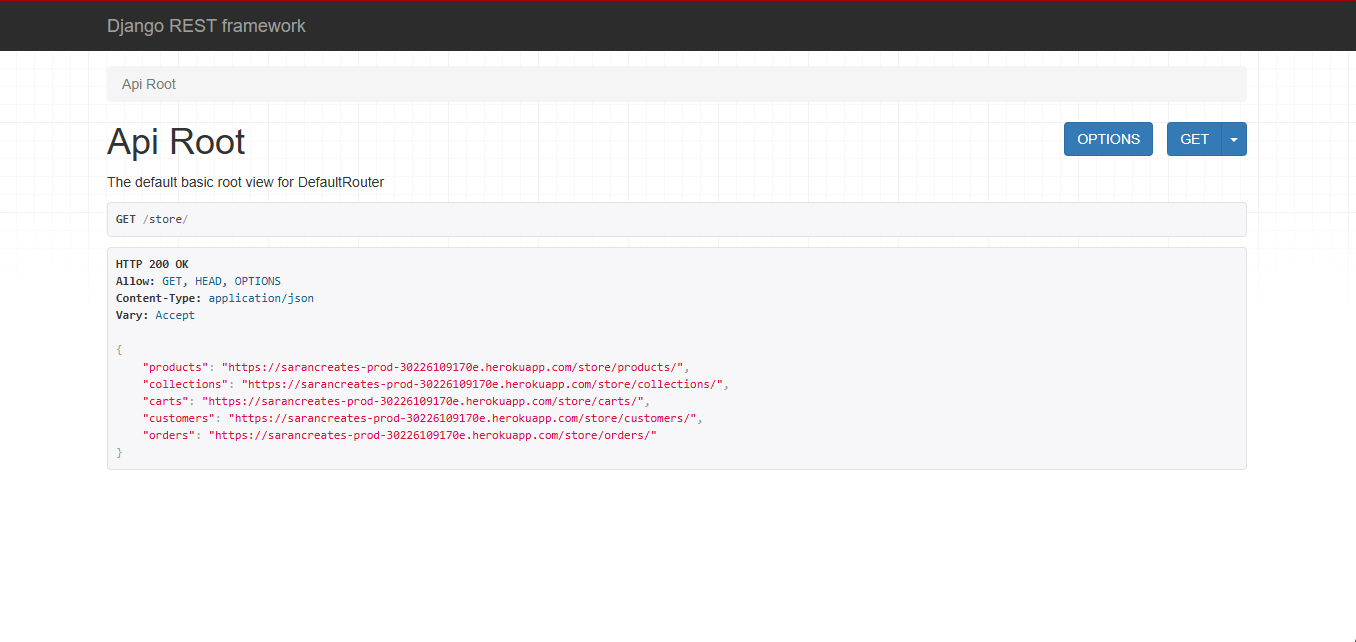 Django REST framework
Api Root
Api Root
OPTIONS
GET
The default basic root view for DefaultRouter
GET /store/
HTTP 200 OK
Allow: GET, HEAD, OPTIONS
Content-Type: application/json
Vary: Accept
{
    "products": "https://sarancreates-prod-30226109170e.herokuapp.com/store/products/",
    "collections": "https://sarancreates-prod-30226109170e.herokuapp.com/store/collections/",
    "carts": "https://sarancreates-prod-30226109170e.herokuapp.com/store/carts/",
    "customers": "https://sarancreates-prod-30226109170e.herokuapp.com/store/customers/",
    "orders": "https://sarancreates-prod-30226109170e.herokuapp.com/store/orders/"
}